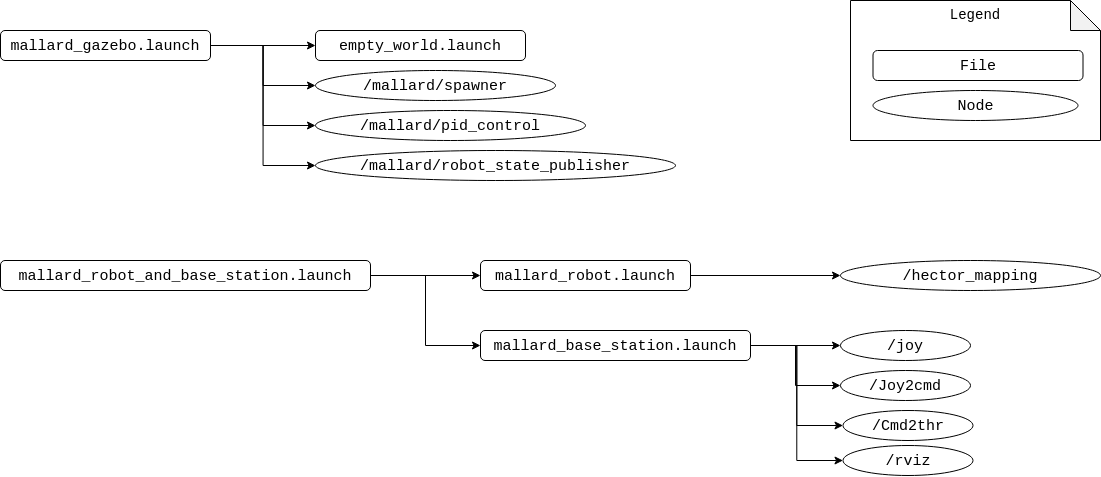 mallard_gazebo.launch
empty_world.launch
/mallard/spawner
/mallard/pid_control
/mallard/robot_state_publisher
Legend
File
Node
mallard_robot_and_base_station.launch
mallard_robot.launch
/hector_mapping
mallard_base_station.launch
/joy
/Joy2cmd
/Cmd2thr
/rviz